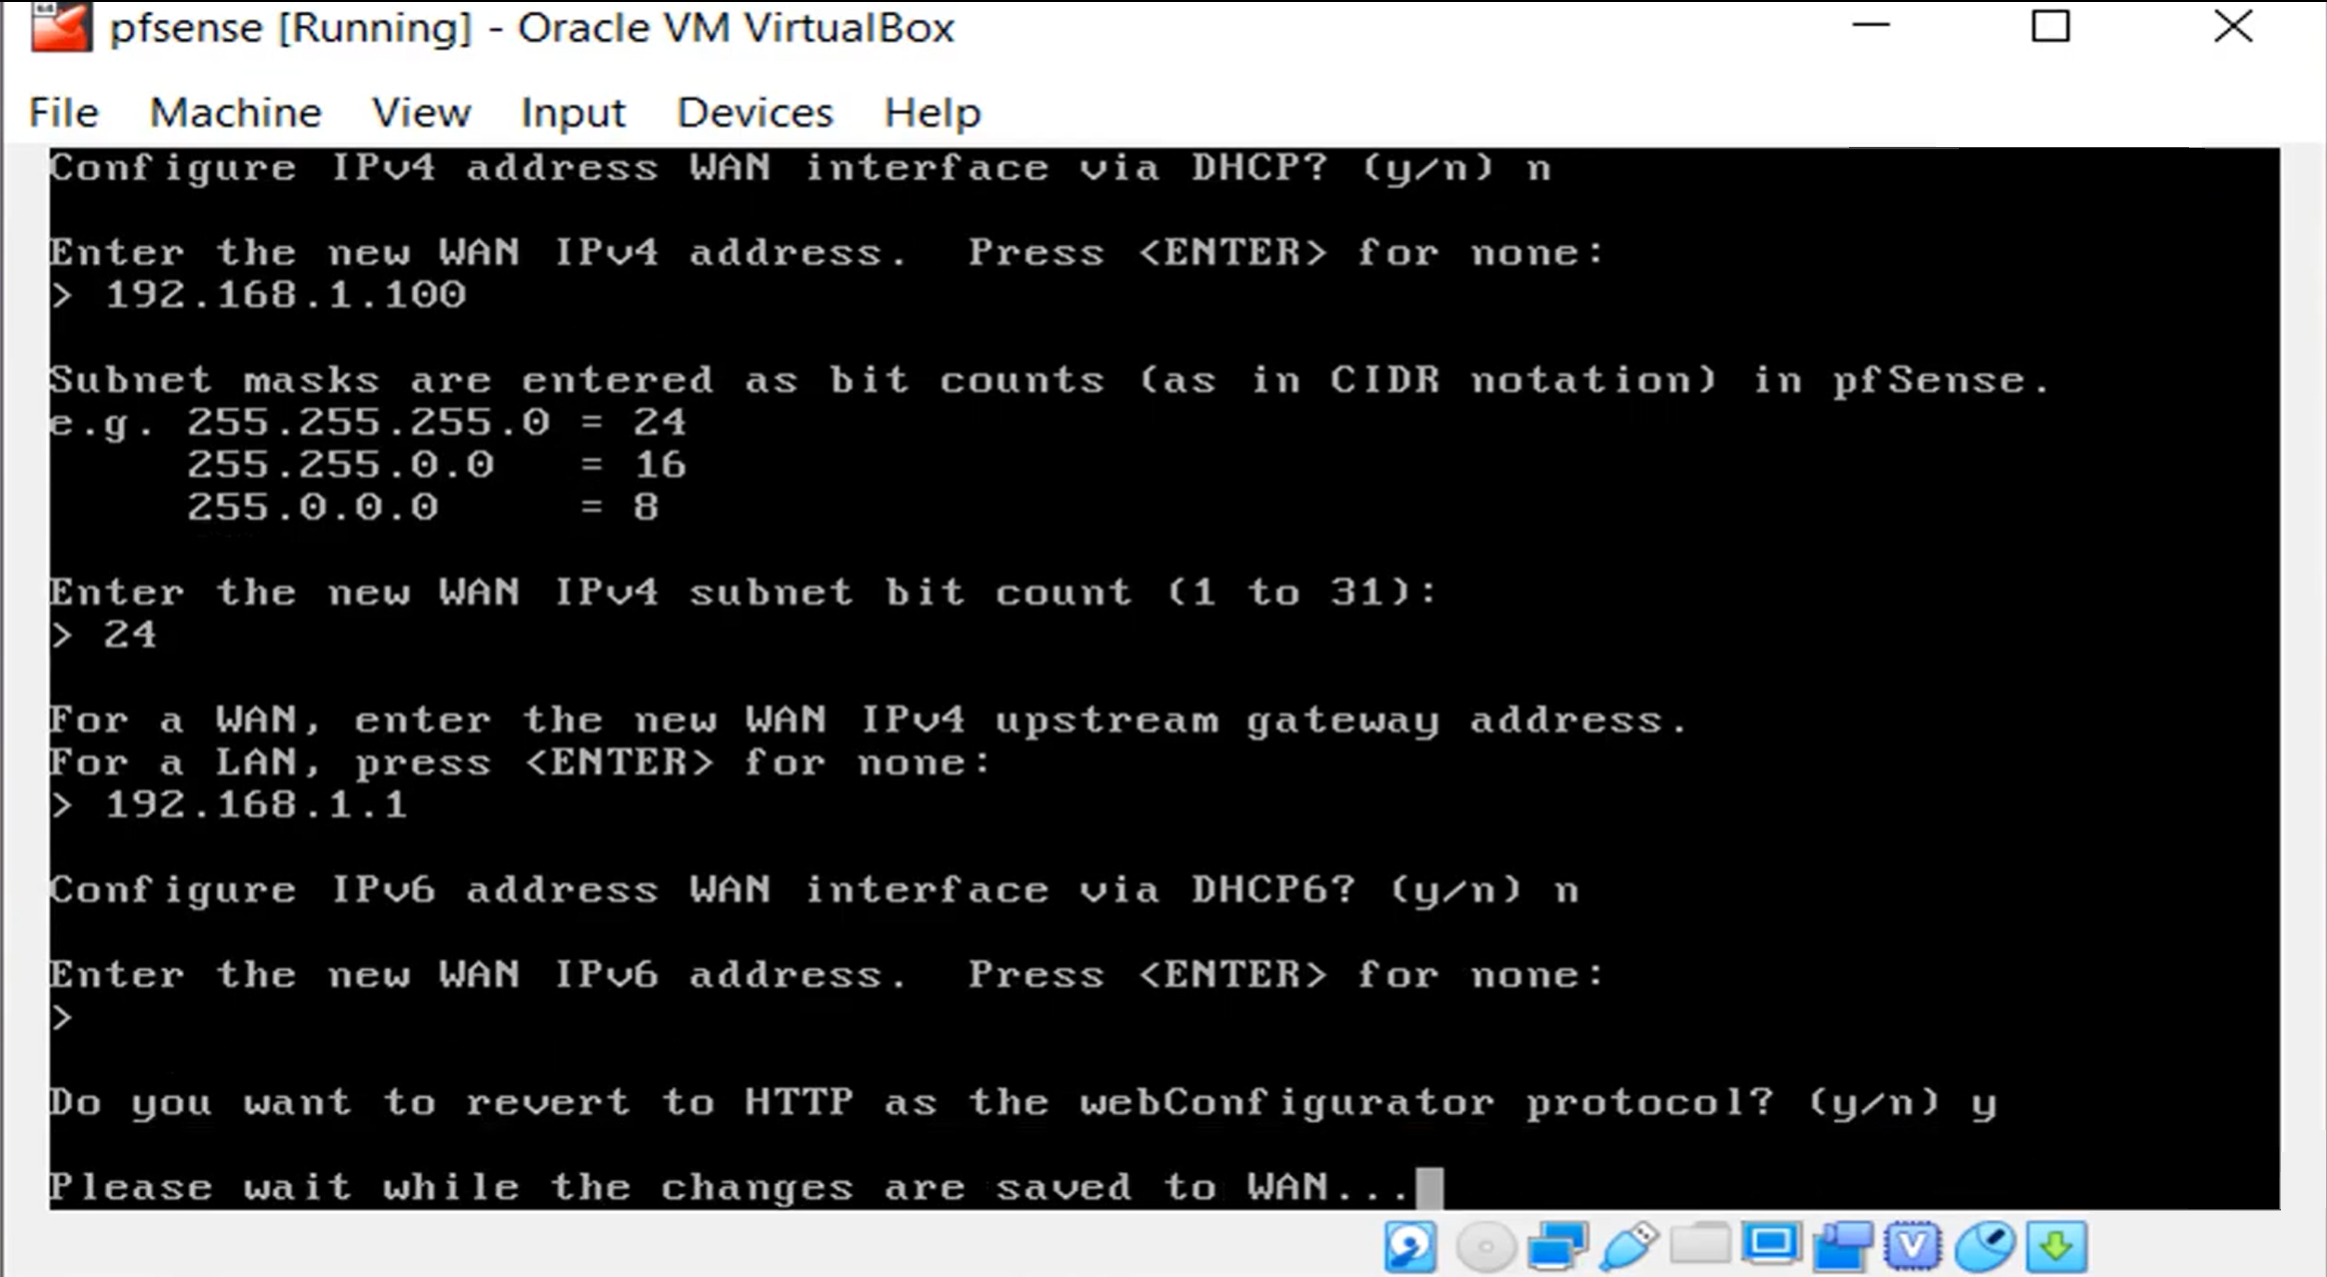 pfsense [Running] - Oracle VM VirtualBox
File Machine View Input Devices Help
Configure IPv4 address WAN interface via DHCP? (y/n) n
Enter the new WAN IPv4 address.  Press <ENTER> for none:
> 192.168.1.100
Subnet masks are entered as bit counts (as in CIDR notation) in pfSense.
e.g. 255.255.255.0 = 24
     255.255.0.0   = 16
     255.0.0.0     = 8
Enter the new WAN IPv4 subnet bit count (1 to 31):
> 24
For a WAN, enter the new WAN IPv4 upstream gateway address.
For a LAN, press <ENTER> for none:
> 192.168.1.1
Configure IPv6 address WAN interface via DHCP6? (y/n) n
Enter the new WAN IPv6 address.  Press <ENTER> for none:
>
Do you want to revert to HTTP as the webConfigurator protocol? (y/n) y
Please wait while the changes are saved to WAN...